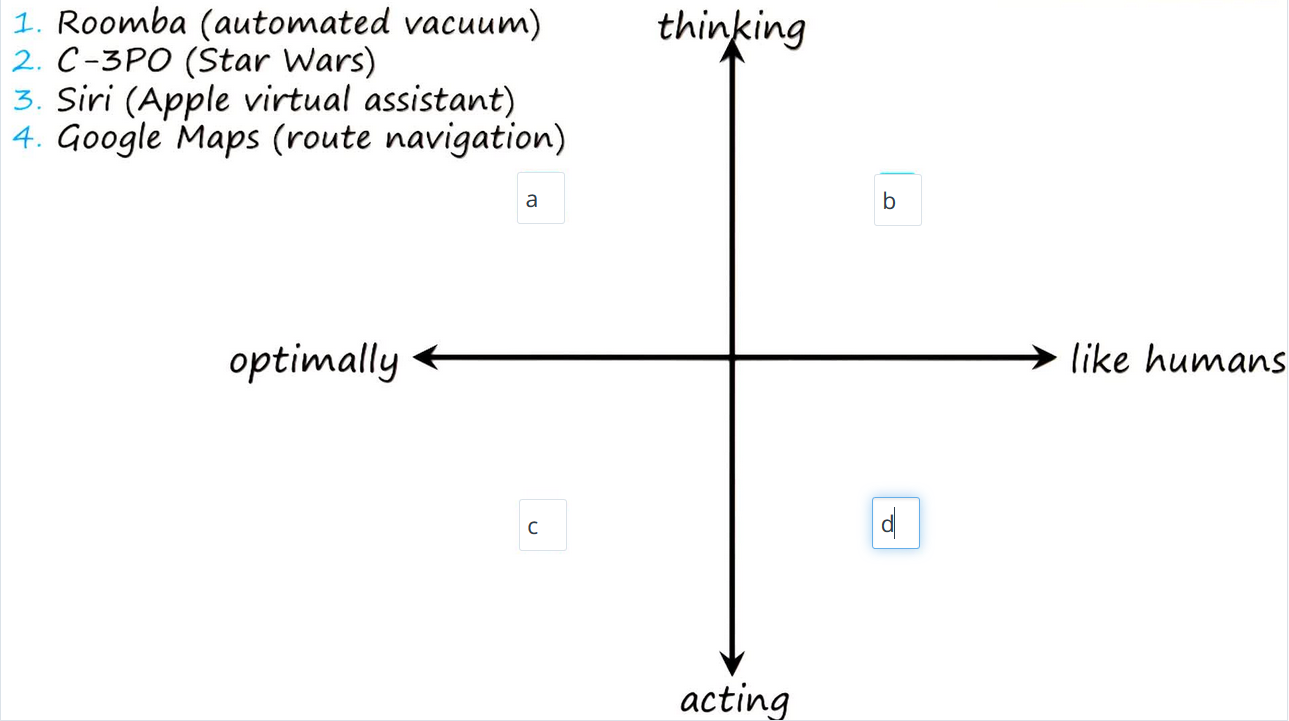 1. Roomba (automated vacuum)
2. C-3PO (Star Wars)
3. Siri (Apple virtual assistant)
4. Google Maps (route navigation)
thinking
a
b
optimally
like humans
c
d
acting